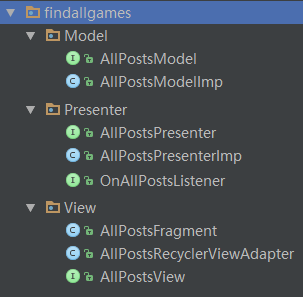 findallgames
Model
I AllPostsModel
C AllPostsModelImp
Presenter
I AllPostsPresenter
C AllPostsPresenterImp
I OnAllPostsListener
View
C AllPostsFragment
C AllPostsRecyclerViewAdapter
I AllPostsView